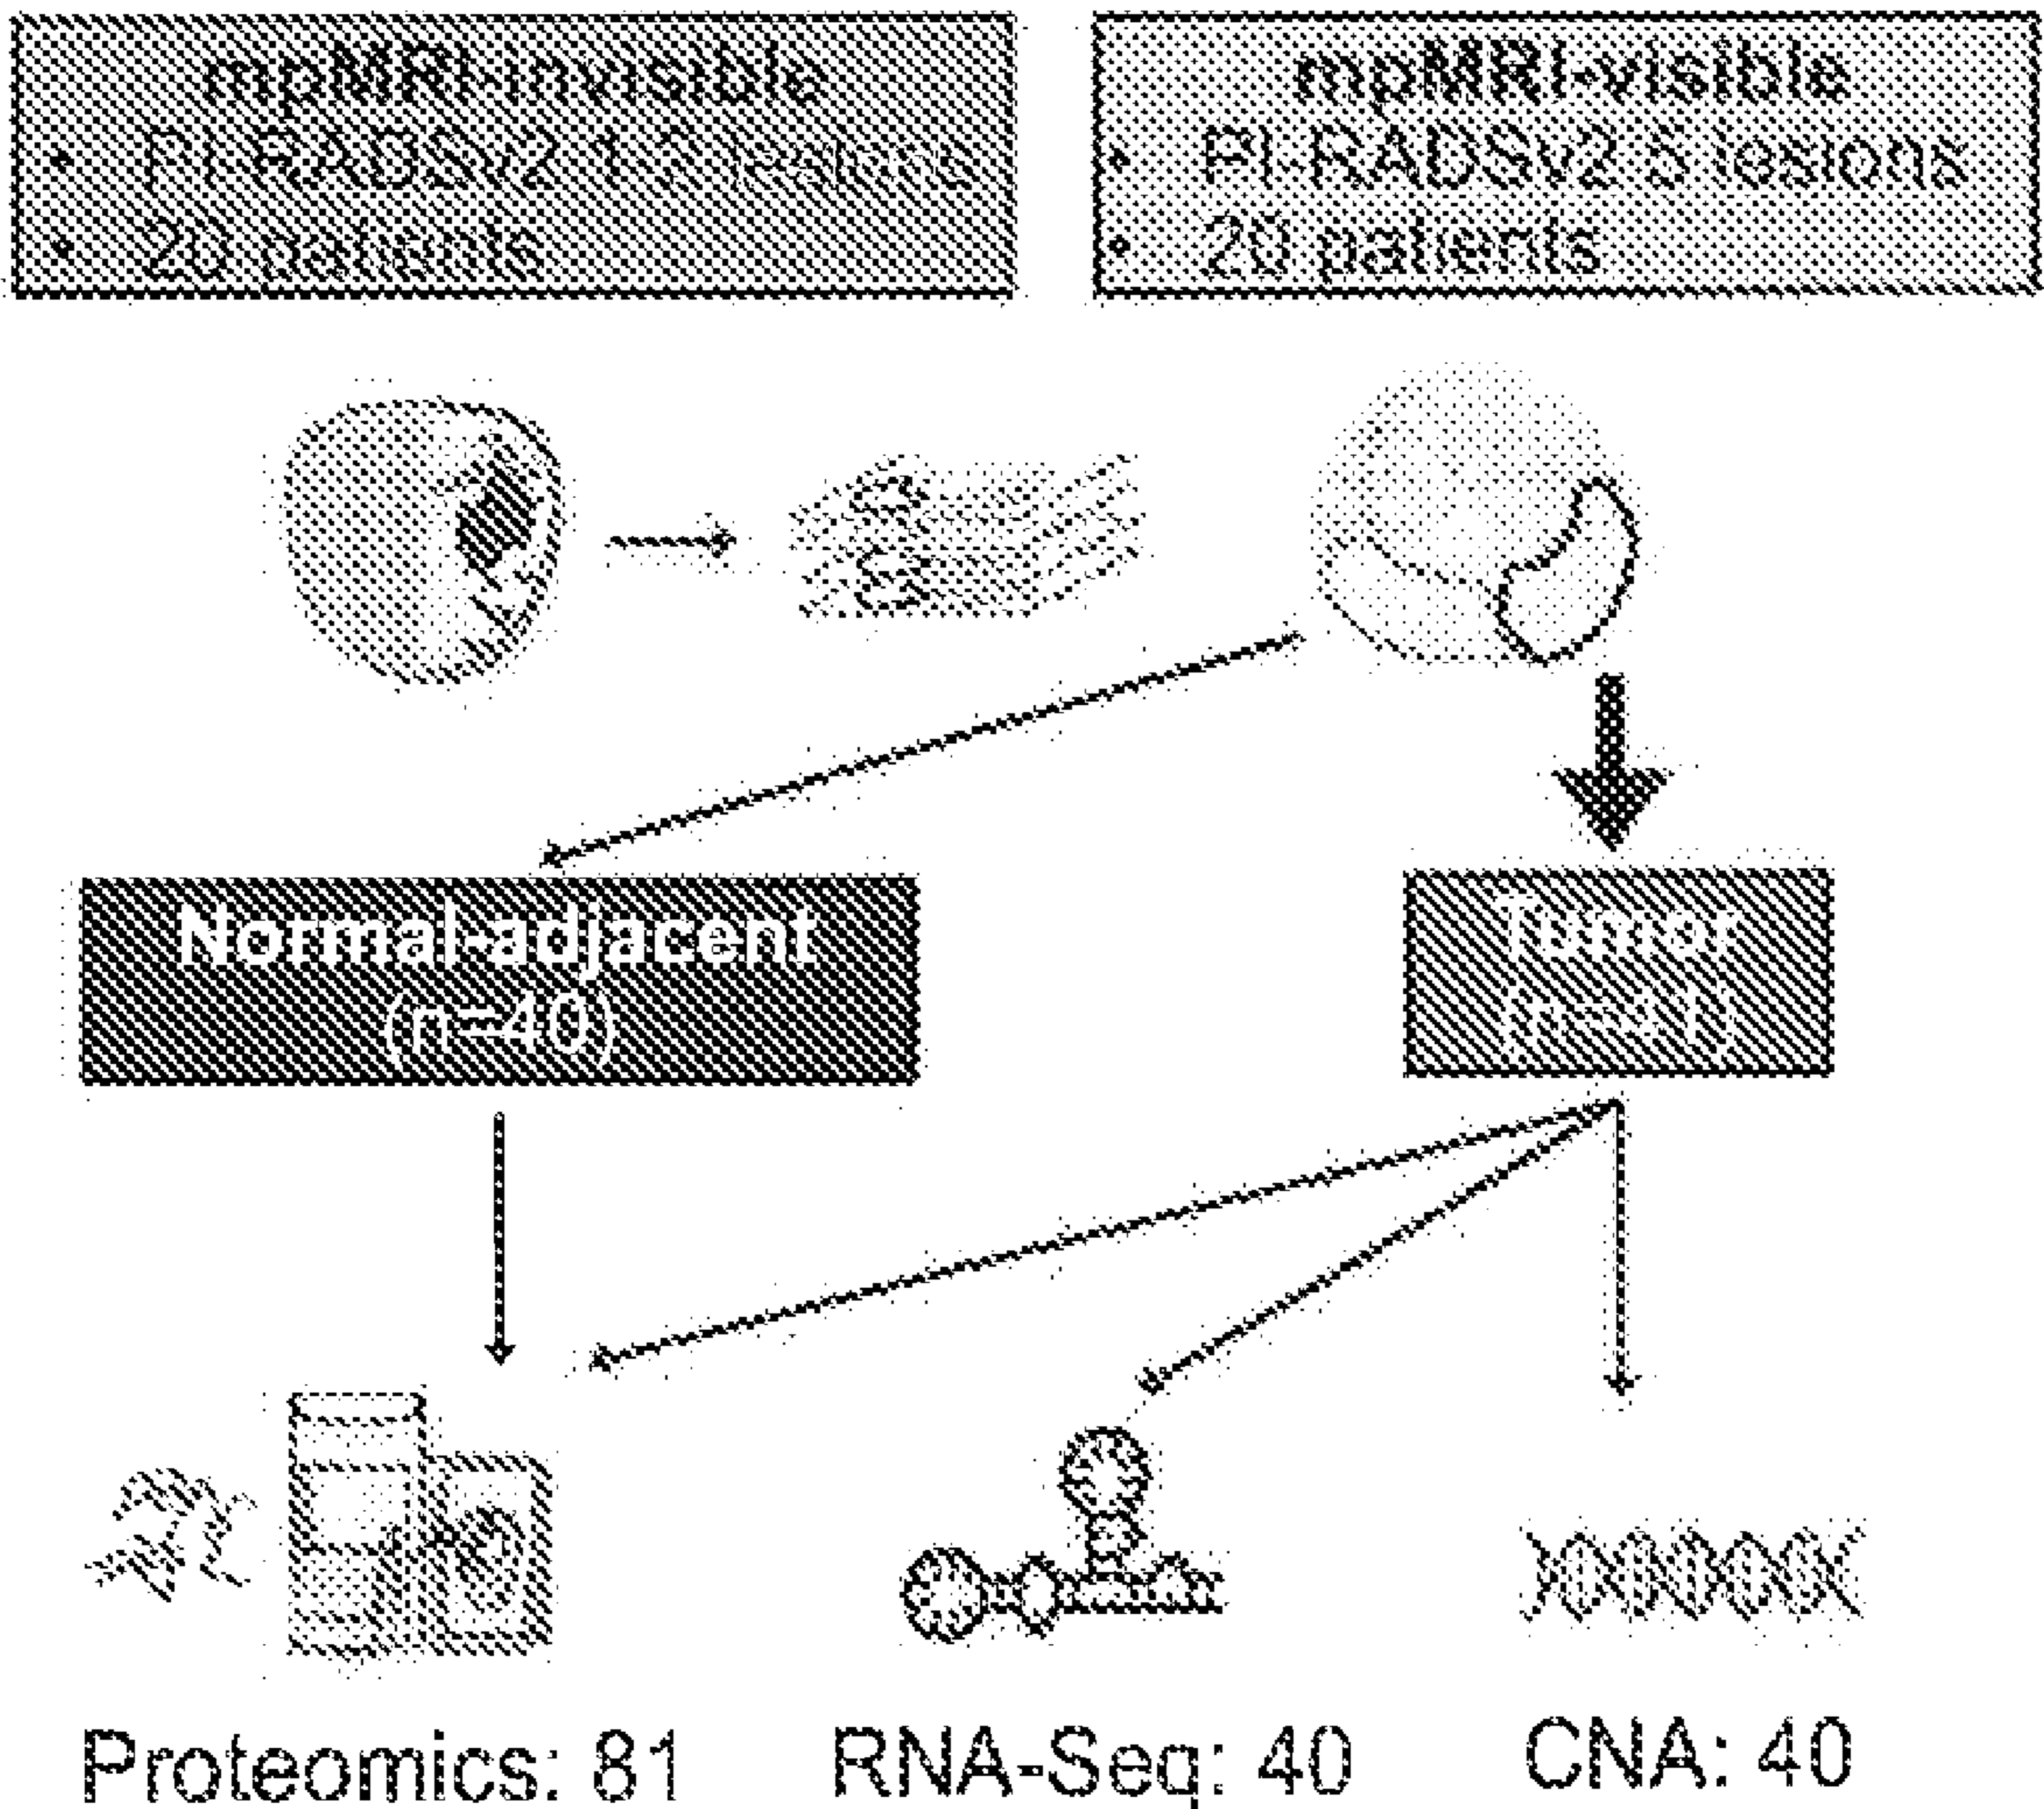 mpMRI-invisible
• PI-RADSv2 1-2 lesions
• 20 patients
mpMRI-visible
• PI-RADSv2 5 lesions
• 20 patients
Normal-adjacent
(n=40)
Tumor
(n=41)
Proteomics: 81
RNA-Seq: 40
CNA: 40